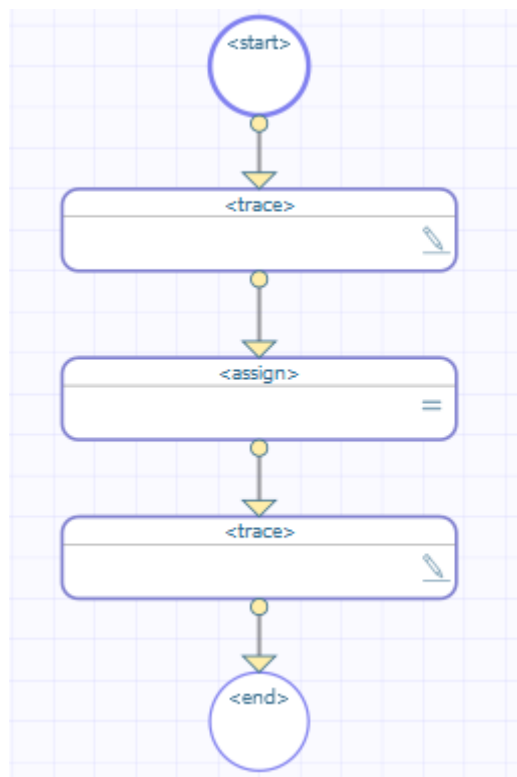 <start>
<trace>
<assign>
=
<trace>
<end>